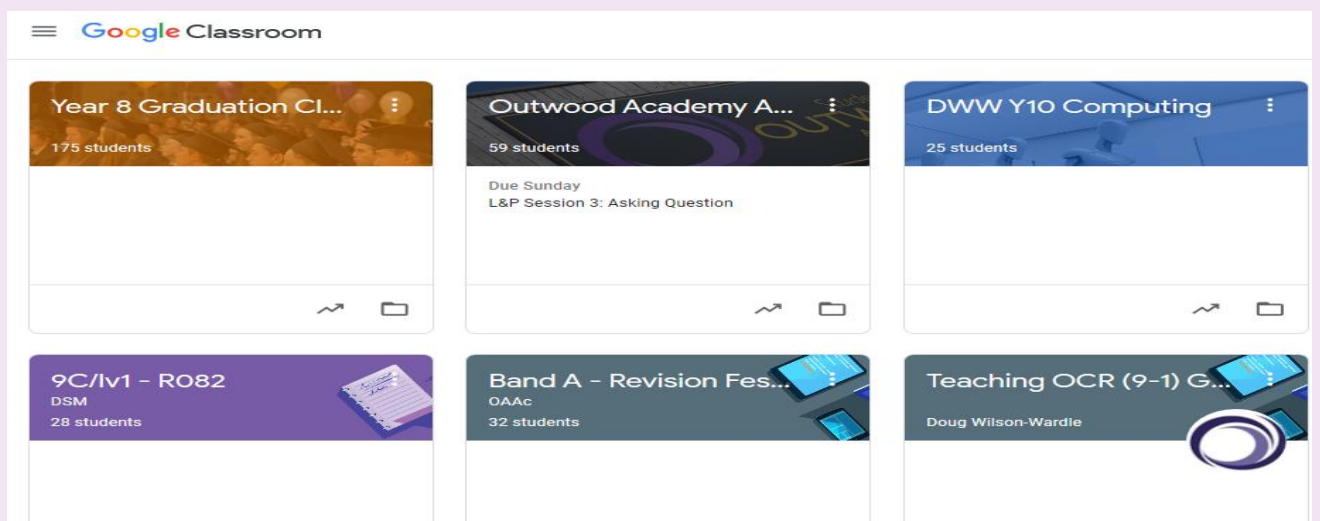 Google Classroom
Year 8 Graduation Cl...
175 students
Outwood Academy A...
59 students
Due Sunday
L&P Session 3: Asking Question
DWW Y10 Computing
25 students
9C/Iv1 - R082
DSM
28 students
Band A - Revision Fes...
OAAc
32 students
Teaching OCR (9-1) G...
Doug Wilson-Wardle